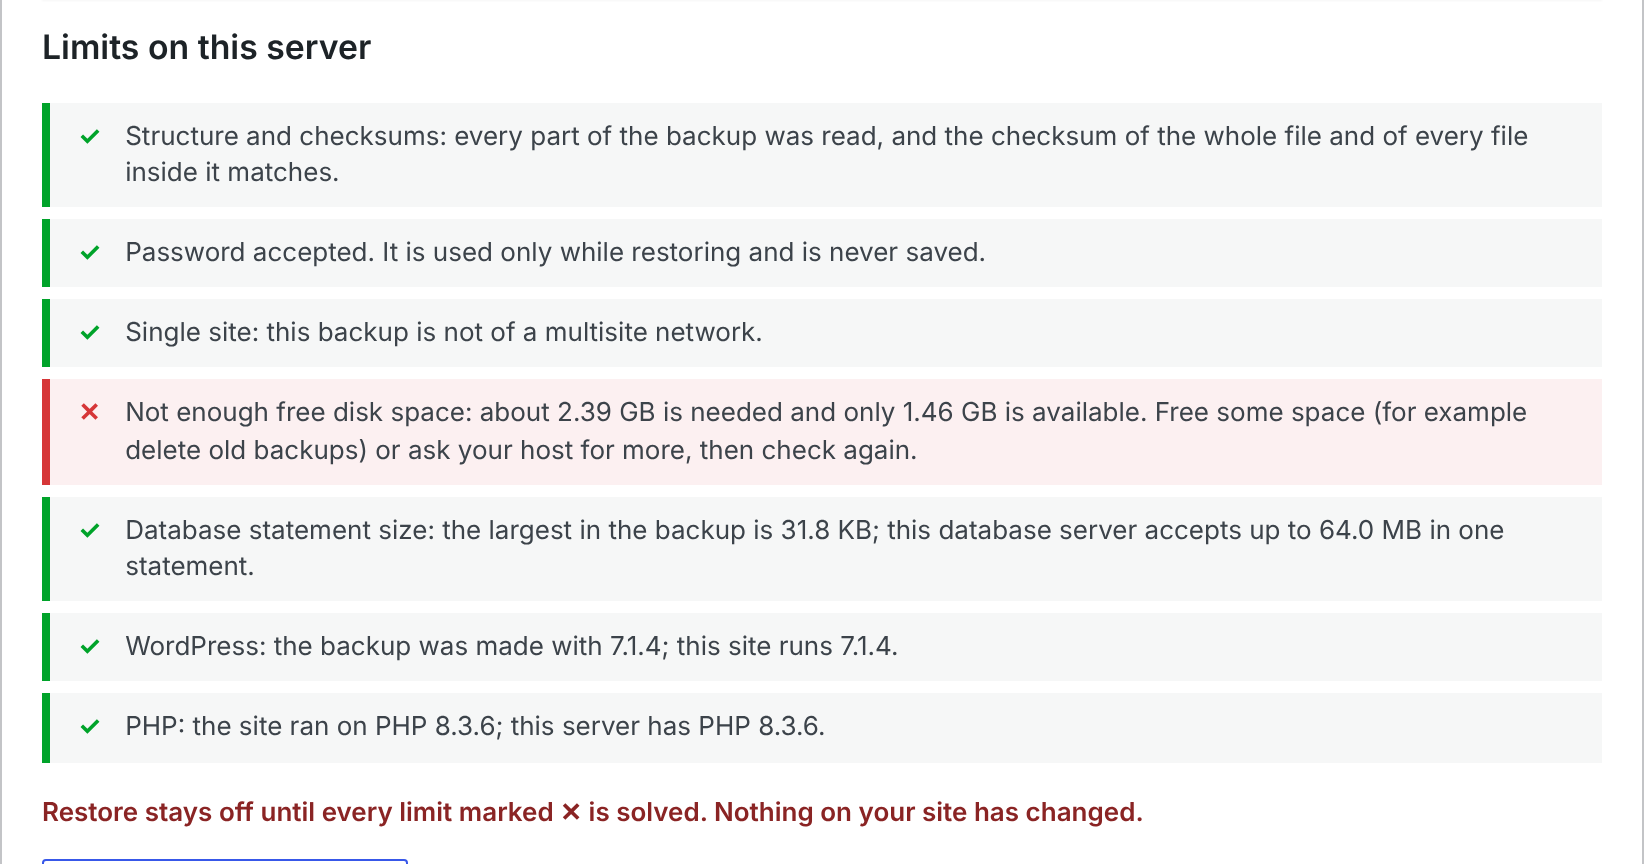 Limits on this server
✓ Structure and checksums: every part of the backup was read, and the checksum of the whole file and of every file
inside it matches.
✓ Password accepted. It is used only while restoring and is never saved.
✓ Single site: this backup is not of a multisite network.
✕ Not enough free disk space: about 2.39 GB is needed and only 1.46 GB is available. Free some space (for example
delete old backups) or ask your host for more, then check again.
✓ Database statement size: the largest in the backup is 31.8 KB; this database server accepts up to 64.0 MB in one
statement.
✓ WordPress: the backup was made with 7.1.4; this site runs 7.1.4.
✓ PHP: the site ran on PHP 8.3.6; this server has PHP 8.3.6.
Restore stays off until every limit marked ✕ is solved. Nothing on your site has changed.